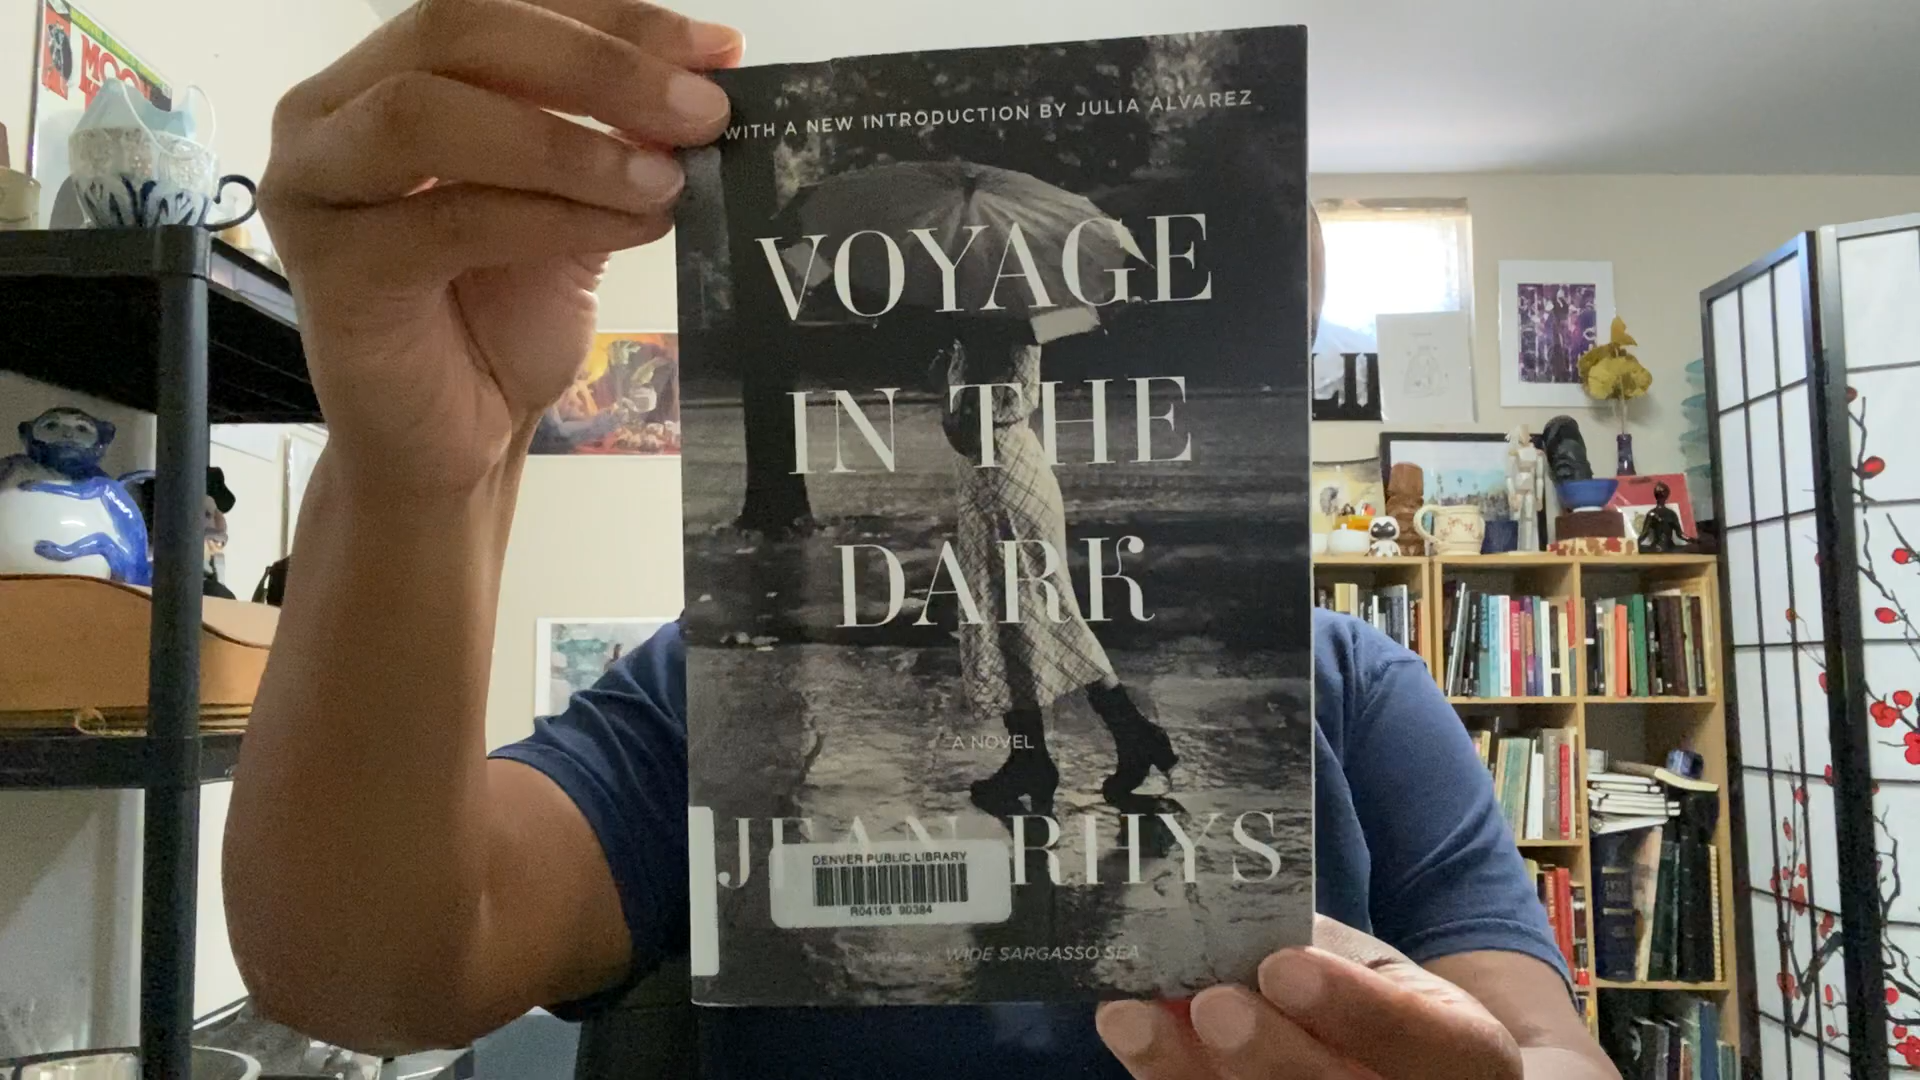 WITH A NEW INTRODUCTION BY JULIA ALVAREZ
VOYAGE
IN THE
DARK
A NOVEL
JEAN RHYS
DENVER PUBLIC LIBRARY
R04165 90384
WIDE SARGASSO SEA